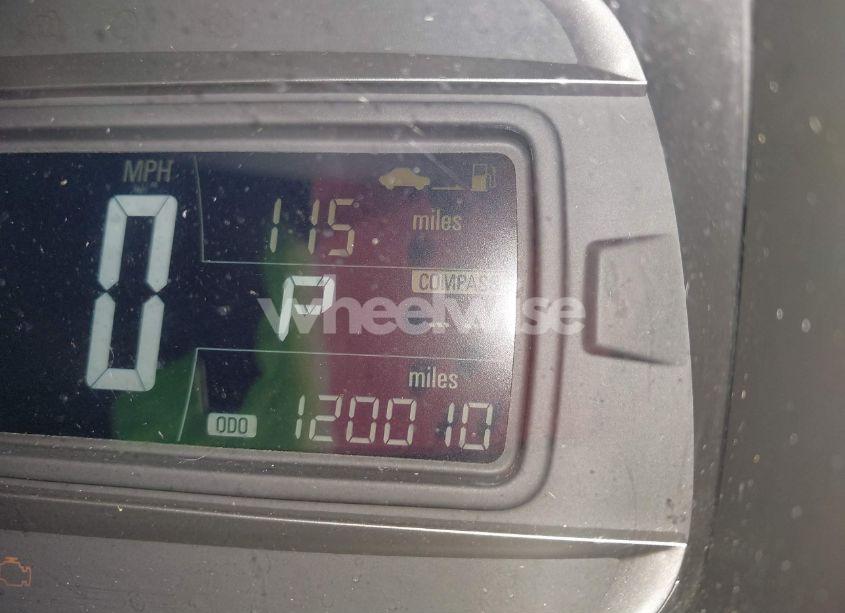 MPH
0
115 miles
COMPASS
P --
wheelwise
miles
ODO 120010